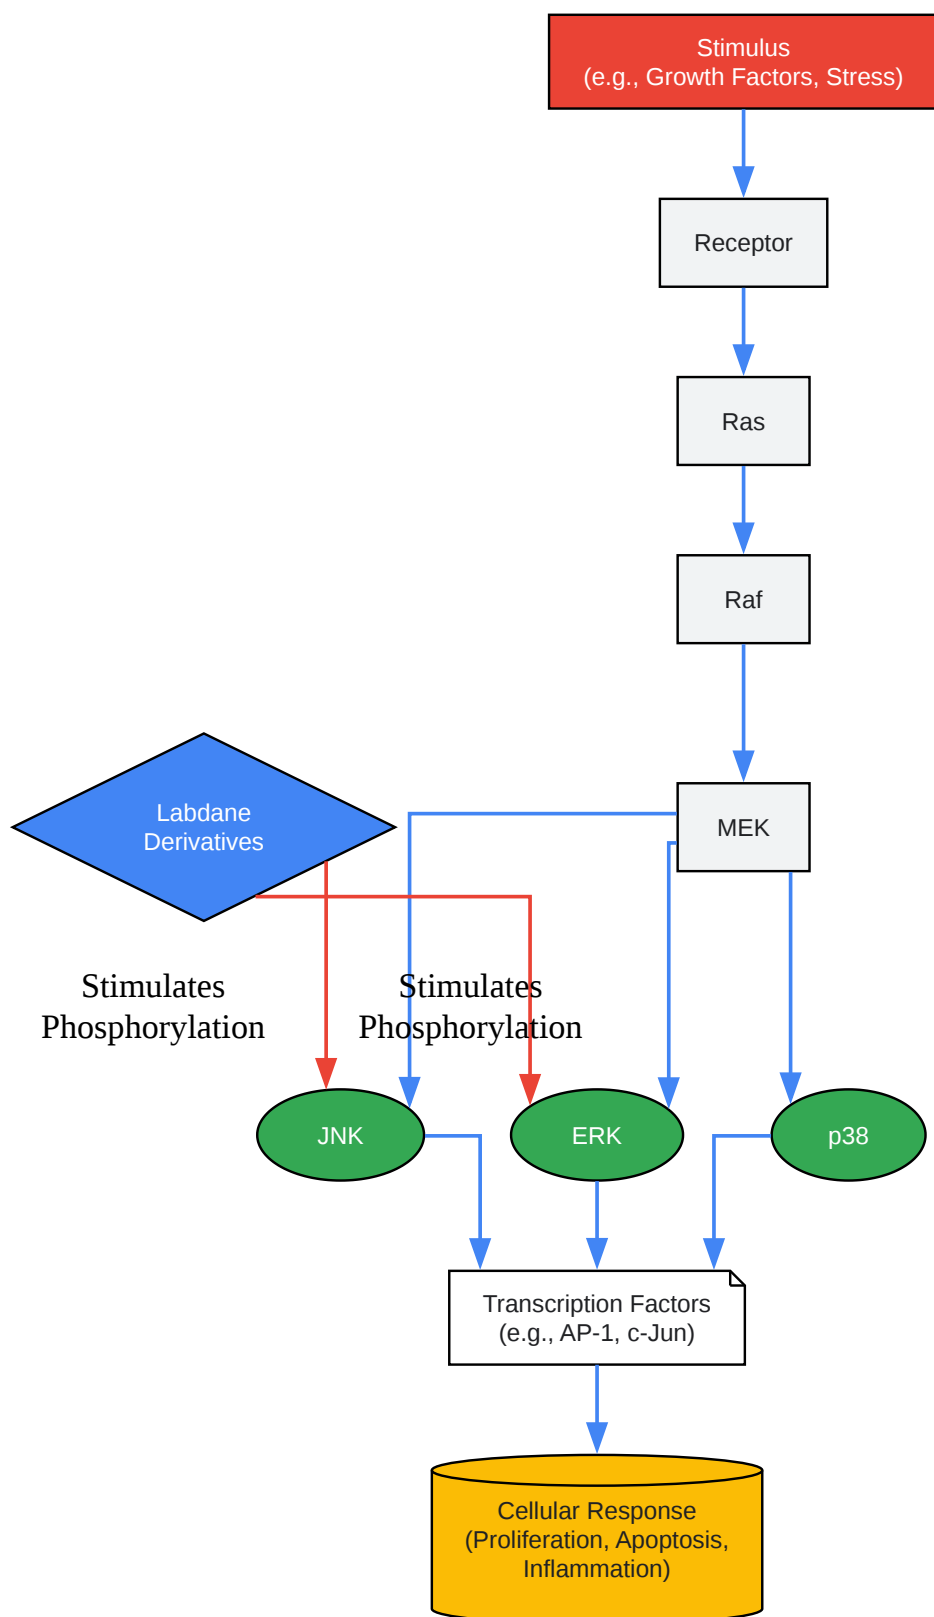 Stimulus
(e.g., Growth Factors, Stress)
Receptor
Ras
Raf
Labdane
Derivatives
MEK
Stimulates
Phosphorylation
Stimulates
Phosphorylation
JNK
ERK
p38
Transcription Factors
(e.g., AP-1, c-Jun)
Cellular Response
(Proliferation, Apoptosis,
Inflammation)